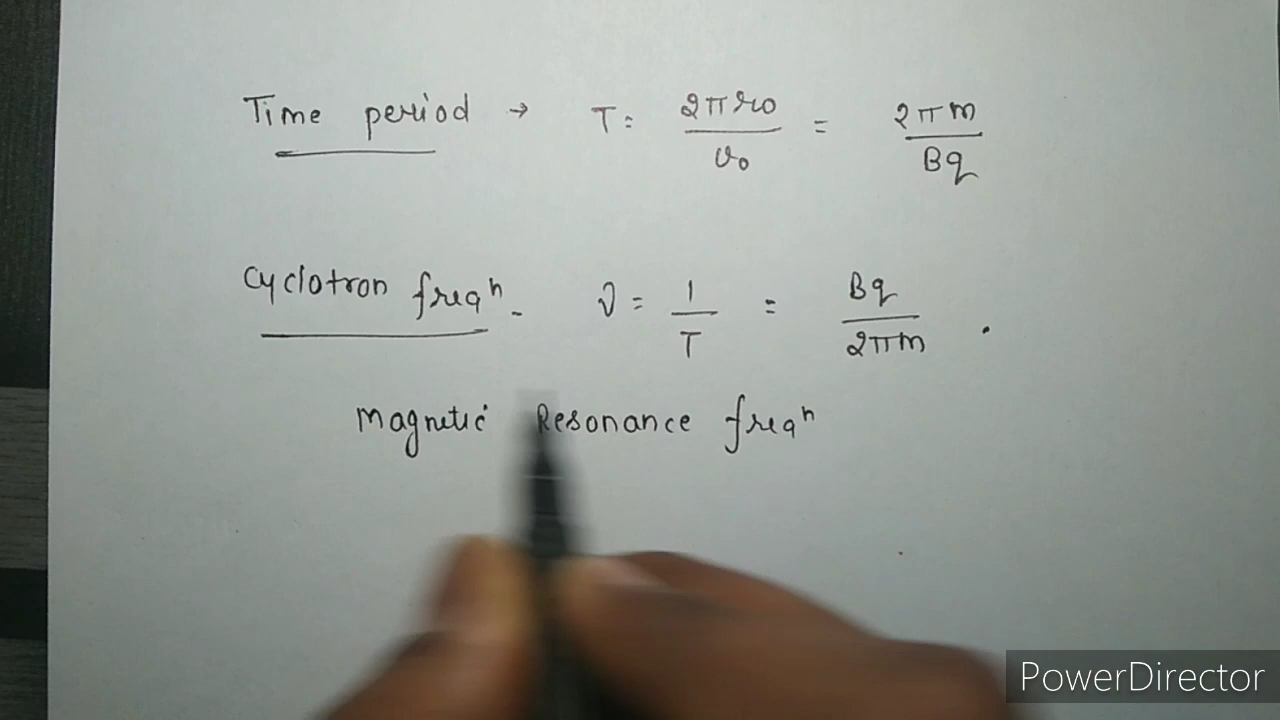 Time period → T = 2πr0 / v0 = 2πm / Bq
Cyclotron freqⁿ - ν = 1 / T = Bq / 2πm .
Magnetic Resonance freqⁿ
PowerDirector